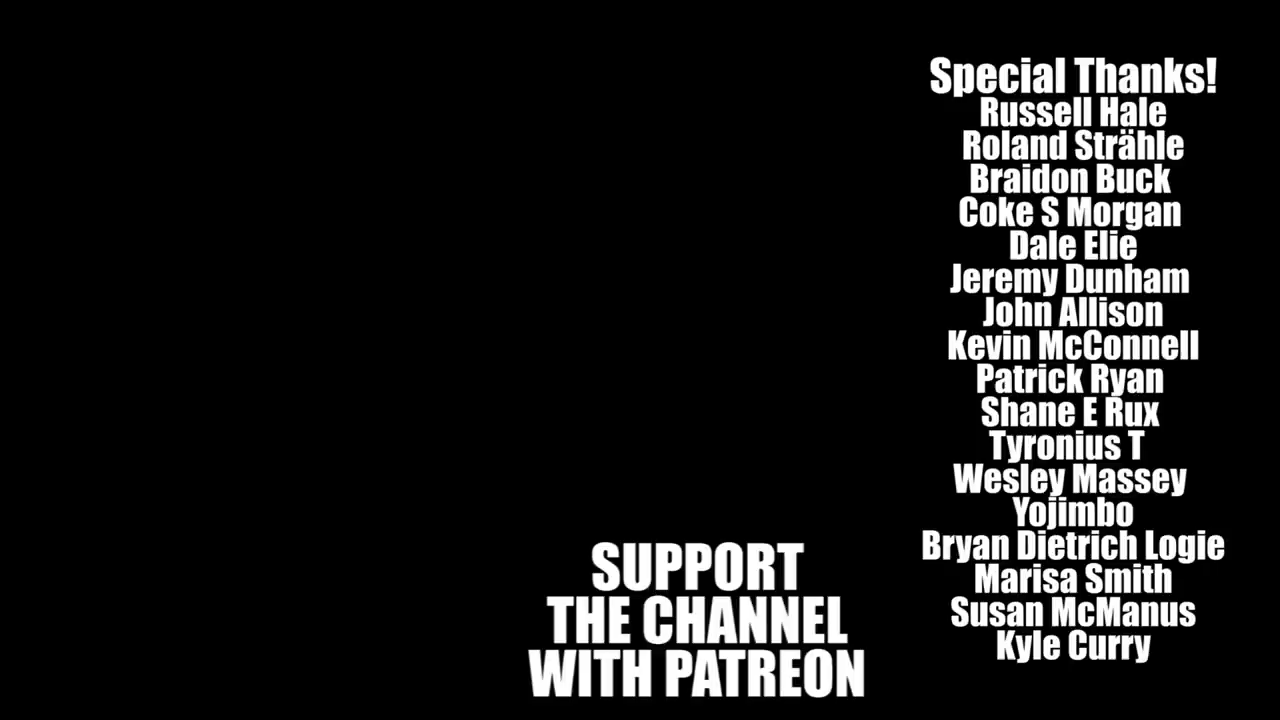 Special Thanks!
Russell Hale
Roland Strähle
Braidon Buck
Coke S Morgan
Dale Elie
Jeremy Dunham
John Allison
Kevin McConnell
Patrick Ryan
Shane E Rux
Tyronius T
Wesley Massey
Yojimbo
Bryan Dietrich Logie
Marisa Smith
Susan McManus
Kyle Curry
SUPPORT
THE CHANNEL
WITH PATREON